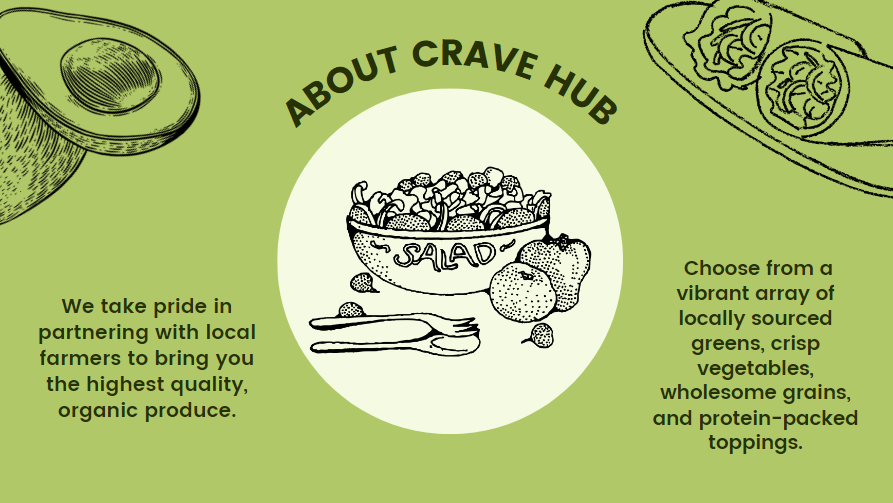 ABOUT CRAVE HUB
SALAD
We take pride in
partnering with local
farmers to bring you
the highest quality,
organic produce.
Choose from a
vibrant array of
locally sourced
greens, crisp
vegetables,
wholesome grains,
and protein-packed
toppings.